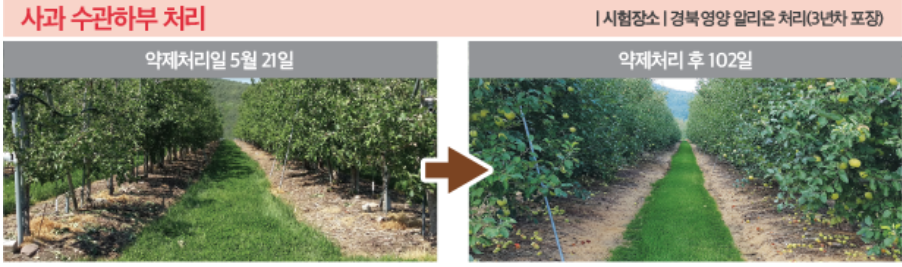 사과 수관하부 처리
| 시험장소 | 경북 영양 알리온 처리(3년차 포장)
약제처리일 5월 21일
약제처리 후 102일